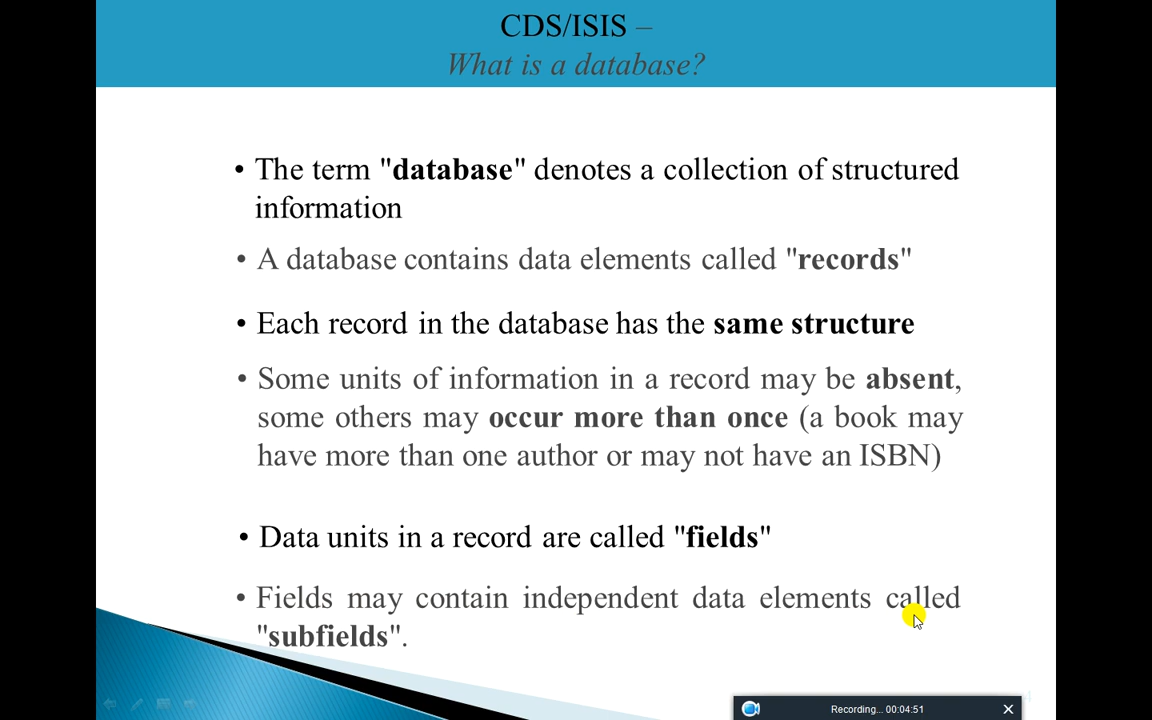 CDS/ISIS –
What is a database?
• The term "database" denotes a collection of structured
information
• A database contains data elements called "records"
• Each record in the database has the same structure
• Some units of information in a record may be absent,
some others may occur more than once (a book may
have more than one author or may not have an ISBN)
• Data units in a record are called "fields"
• Fields may contain independent data elements called
"subfields".
Recording... 00:04:51